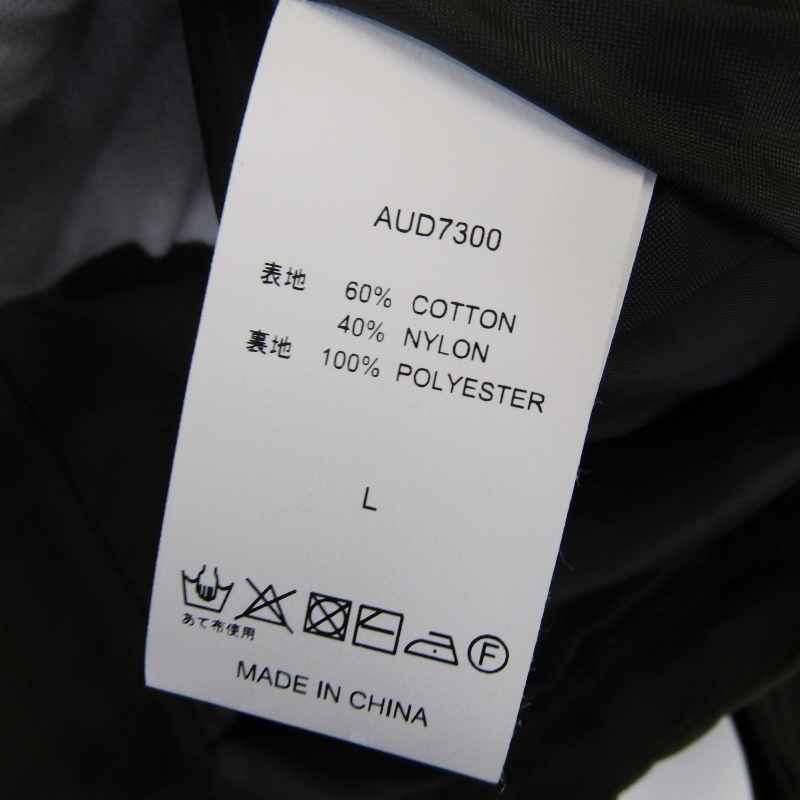 AUD7300
表地 60% COTTON
40% NYLON
裏地 100% POLYESTER
L
F
あて布使用
MADE IN CHINA